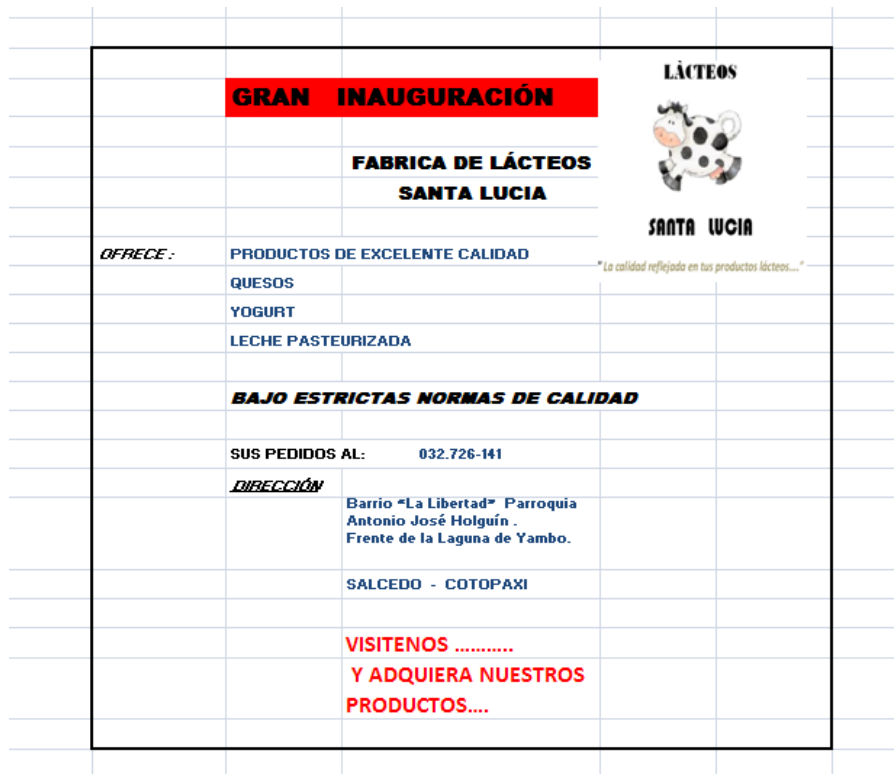 LÀCTEOS
GRAN INAUGURACIÓN
FABRICA DE LÁCTEOS
SANTA LUCIA
SANTA LUCIA
"La calidad reflejada en tus productos lácteos...."
OFRECE :
PRODUCTOS DE EXCELENTE CALIDAD
QUESOS
YOGURT
LECHE PASTEURIZADA
BAJO ESTRICTAS NORMAS DE CALIDAD
SUS PEDIDOS AL: 032.726-141
DIRECCIÓN
Barrio "La Libertad" Parroquia
Antonio José Holguín .
Frente de la Laguna de Yambo.
SALCEDO - COTOPAXI
VISITENOS ...........
Y ADQUIERA NUESTROS
PRODUCTOS....